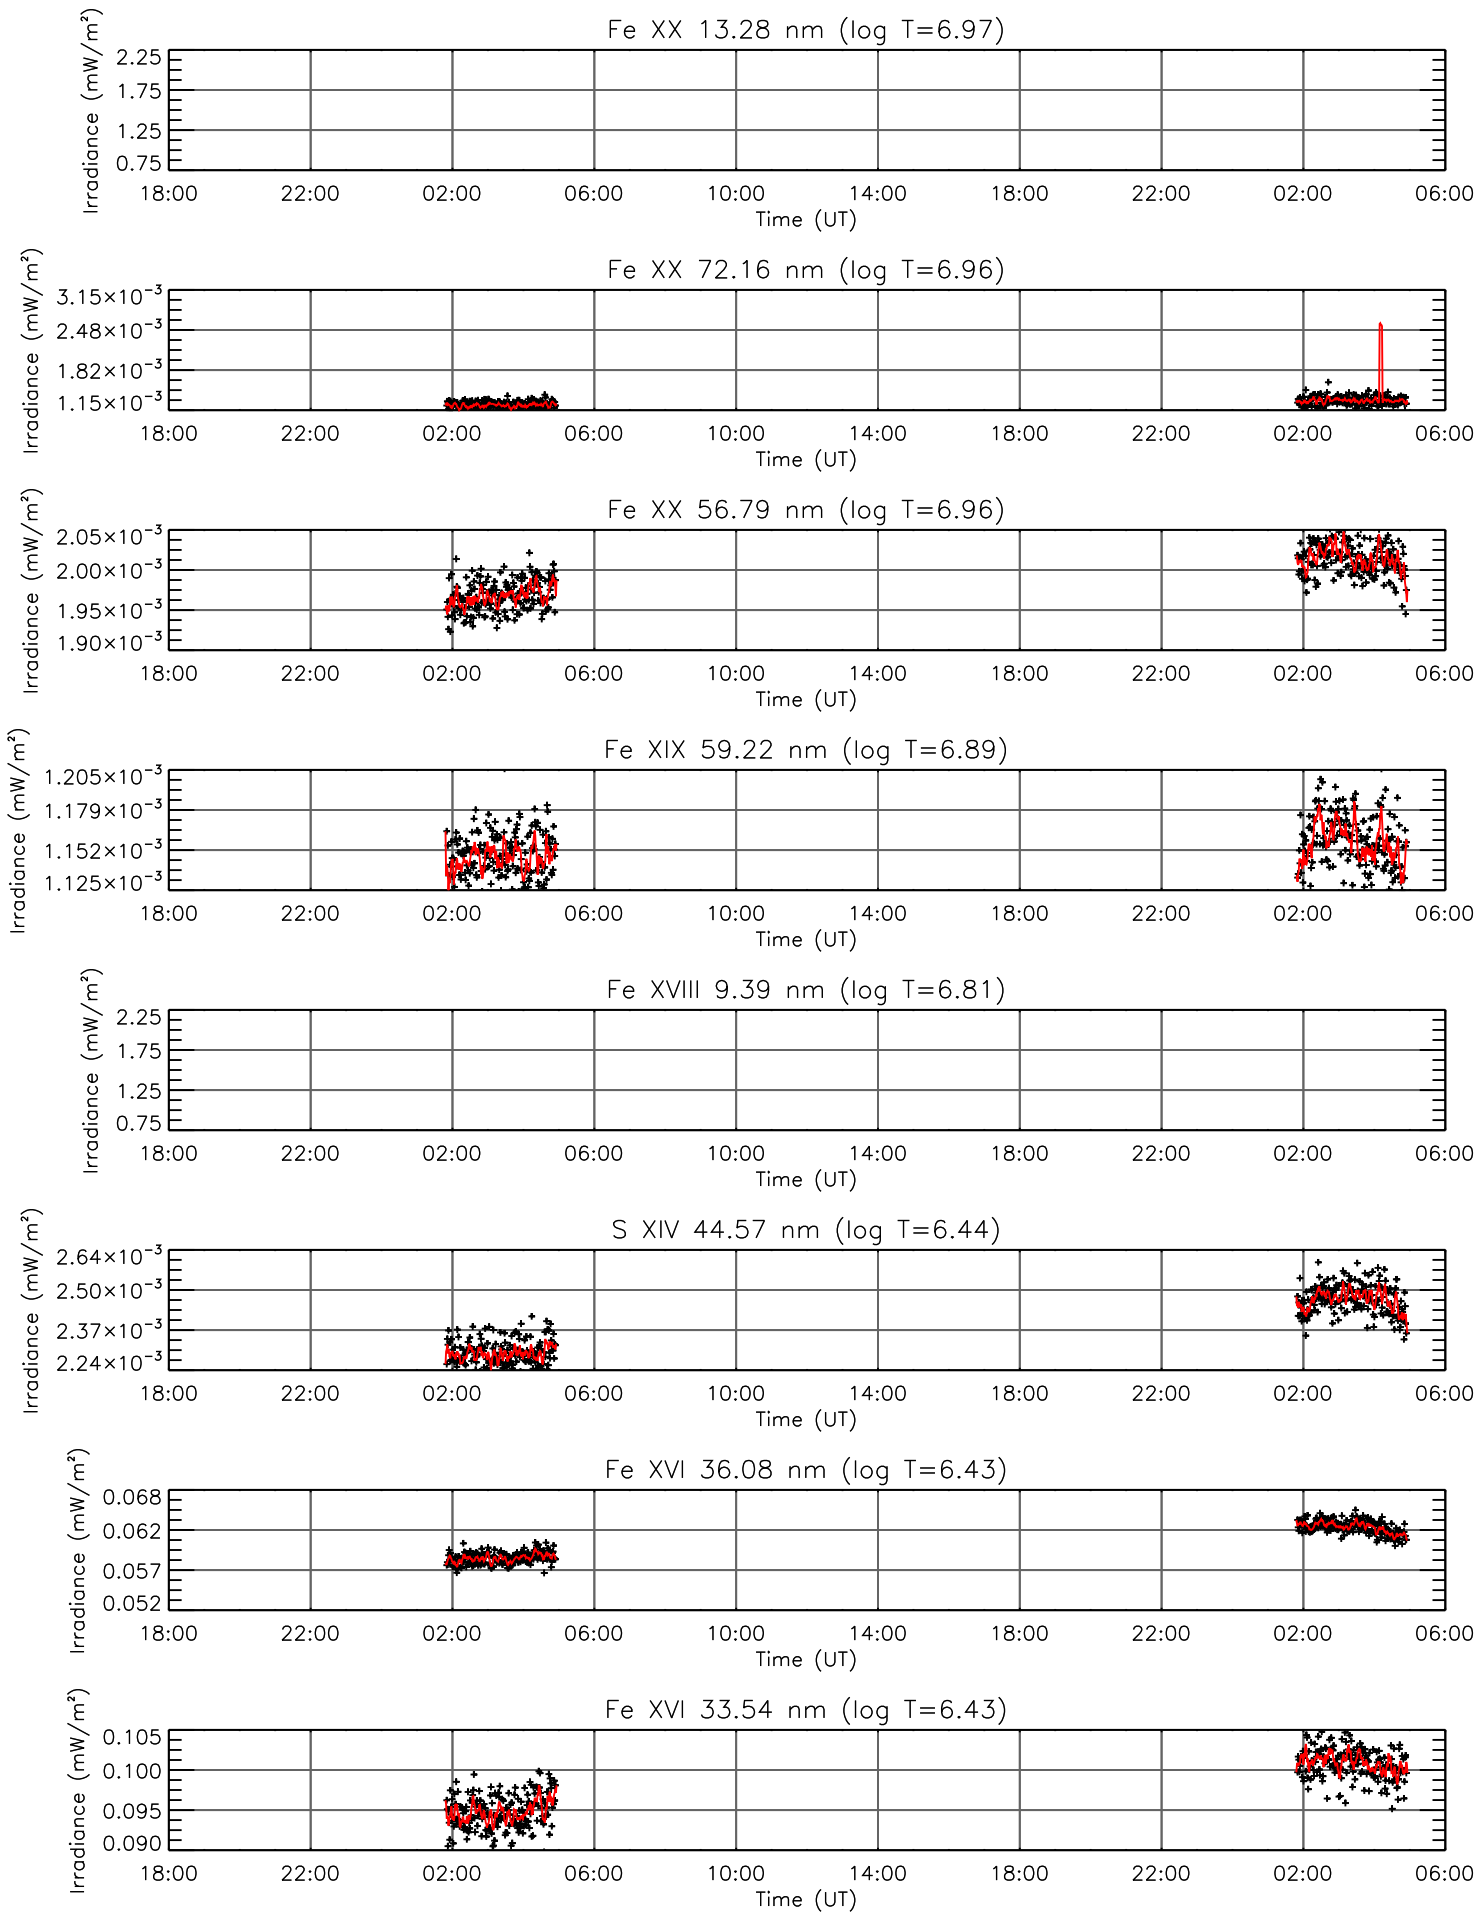 Fe XX 13.28 nm (log T=6.97)
Irradiance (mW/m²)
2.25
1.75
1.25
0.75
18:00 22:00 02:00 06:00 10:00 14:00 18:00 22:00 02:00 06:00
Time (UT)
Fe XX 72.16 nm (log T=6.96)
Irradiance (mW/m²)
3.15×10⁻³
2.48×10⁻³
1.82×10⁻³
1.15×10⁻³
18:00 22:00 02:00 06:00 10:00 14:00 18:00 22:00 02:00 06:00
Time (UT)
Fe XX 56.79 nm (log T=6.96)
Irradiance (mW/m²)
2.05×10⁻³
2.00×10⁻³
1.95×10⁻³
1.90×10⁻³
18:00 22:00 02:00 06:00 10:00 14:00 18:00 22:00 02:00 06:00
Time (UT)
Fe XIX 59.22 nm (log T=6.89)
Irradiance (mW/m²)
1.205×10⁻³
1.179×10⁻³
1.152×10⁻³
1.125×10⁻³
18:00 22:00 02:00 06:00 10:00 14:00 18:00 22:00 02:00 06:00
Time (UT)
Fe XVIII 9.39 nm (log T=6.81)
Irradiance (mW/m²)
2.25
1.75
1.25
0.75
18:00 22:00 02:00 06:00 10:00 14:00 18:00 22:00 02:00 06:00
Time (UT)
S XIV 44.57 nm (log T=6.44)
Irradiance (mW/m²)
2.64×10⁻³
2.50×10⁻³
2.37×10⁻³
2.24×10⁻³
18:00 22:00 02:00 06:00 10:00 14:00 18:00 22:00 02:00 06:00
Time (UT)
Fe XVI 36.08 nm (log T=6.43)
Irradiance (mW/m²)
0.068
0.062
0.057
0.052
18:00 22:00 02:00 06:00 10:00 14:00 18:00 22:00 02:00 06:00
Time (UT)
Fe XVI 33.54 nm (log T=6.43)
Irradiance (mW/m²)
0.105
0.100
0.095
0.090
18:00 22:00 02:00 06:00 10:00 14:00 18:00 22:00 02:00 06:00
Time (UT)